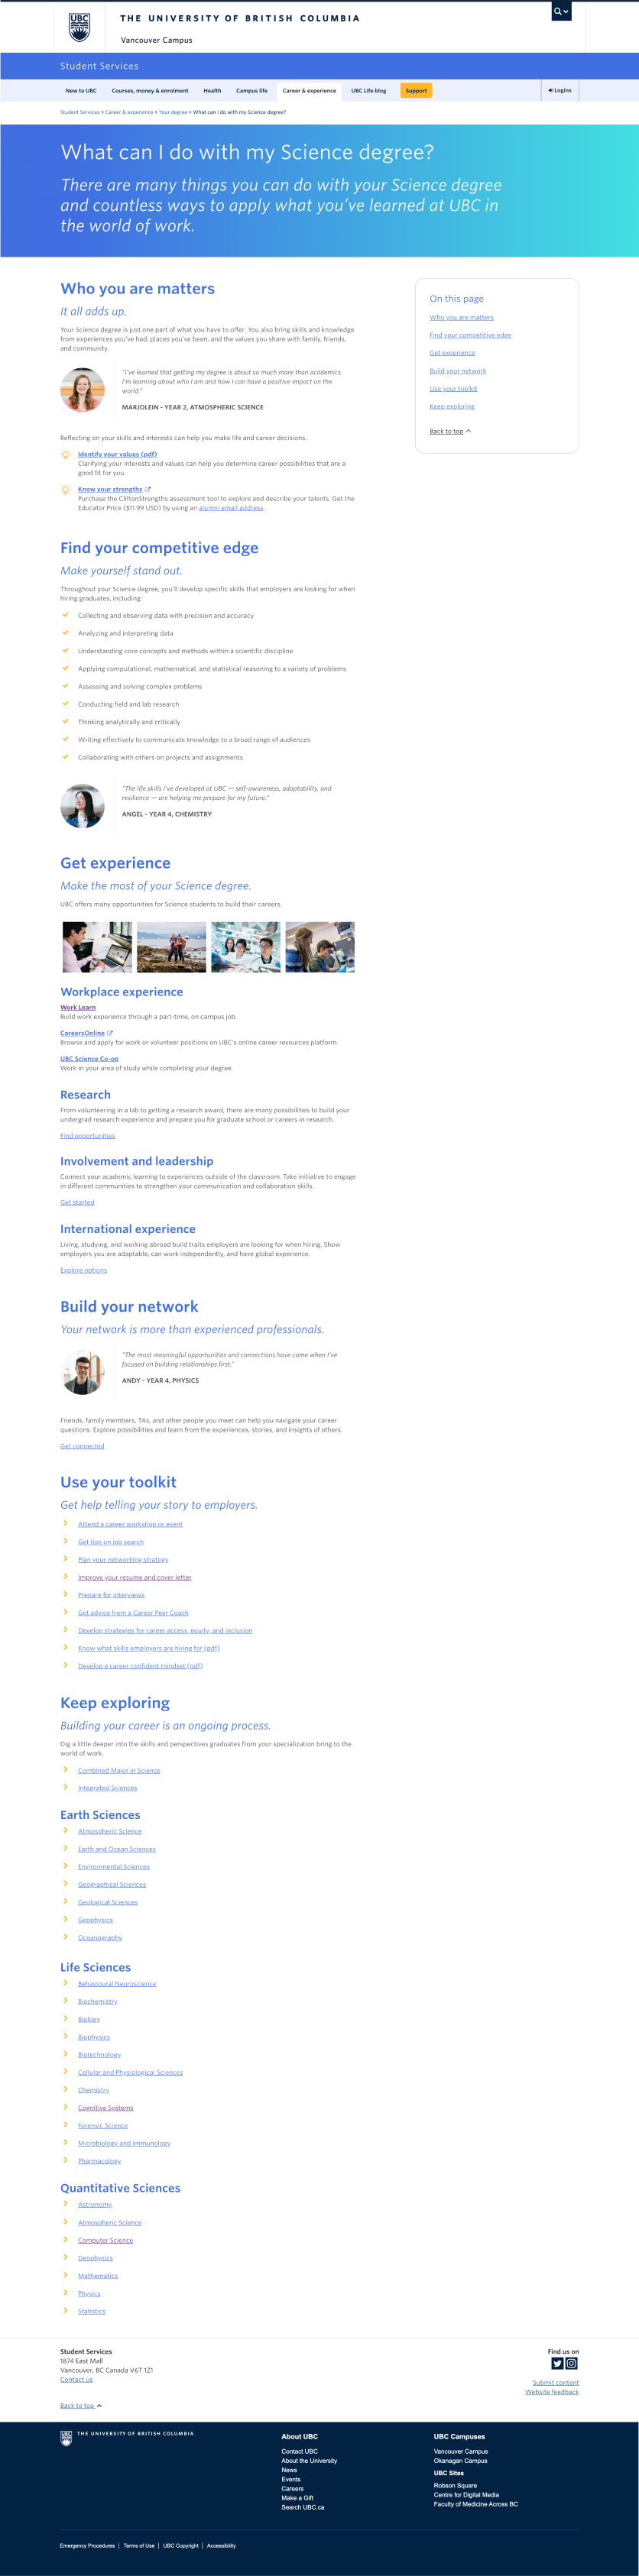 UBC
THE UNIVERSITY OF BRITISH COLUMBIA
Vancouver Campus
Student Services
New to UBC
Courses, money & enrolment
Health
Campus life
Career & experience
UBC Life blog
Support
Logins
Student Services » Career & experience » Your degree » What can I do with my Science degree?
What can I do with my Science degree?
There are many things you can do with your Science degree
and countless ways to apply what you've learned at UBC in
the world of work.
Who you are matters
It all adds up.
Your Science degree is just one part of what you have to offer. You also bring skills and knowledge
from experiences you've had, places you've been, and the values you share with family, friends,
and community.
"I've learned that getting my degree is about so much more than academics.
I'm learning about who I am and how I can have a positive impact on the
world."
MARJOLEIN - YEAR 2, ATMOSPHERIC SCIENCE
Reflecting on your skills and interests can help you make life and career decisions.
Identify your values (pdf)
Clarifying your interests and values can help you determine career possibilities that are a
good fit for you.
Know your strengths
Purchase the CliftonStrengths assessment tool to explore and describe your talents. Get the
Educator Price ($11.99 USD) by using an alumni email address.
On this page
Who you are matters
Find your competitive edge
Get experience
Build your network
Use your toolkit
Keep exploring
Back to top
Find your competitive edge
Make yourself stand out.
Throughout your Science degree, you'll develop specific skills that employers are looking for when
hiring graduates, including:
Collecting and observing data with precision and accuracy
Analyzing and interpreting data
Understanding core concepts and methods within a scientific discipline
Applying computational, mathematical, and statistical reasoning to a variety of problems
Assessing and solving complex problems
Conducting field and lab research
Thinking analytically and critically
Writing effectively to communicate knowledge to a broad range of audiences
Collaborating with others on projects and assignments
"The life skills I've developed at UBC — self-awareness, adaptability, and
resilience — are helping me prepare for my future."
ANGEL - YEAR 4, CHEMISTRY
Get experience
Make the most of your Science degree.
UBC offers many opportunities for Science students to build their careers.
Workplace experience
Work Learn
Build work experience through a part-time, on campus job.
CareersOnline
Browse and apply for work or volunteer positions on UBC's online career resources platform.
UBC Science Co-op
Work in your area of study while completing your degree.
Research
From volunteering in a lab to getting a research award, there are many possibilities to build your
undergrad research experience and prepare you for graduate school or careers in research.
Find opportunities
Involvement and leadership
Connect your academic learning to experiences outside of the classroom. Take initiative to engage
in different communities to strengthen your communication and collaboration skills.
Get started
International experience
Living, studying, and working abroad build traits employers are looking for when hiring. Show
employers you are adaptable, can work independently, and have global experience.
Explore options
Build your network
Your network is more than experienced professionals.
"The most meaningful opportunities and connections have come when I've
focused on building relationships first."
ANDY - YEAR 4, PHYSICS
Friends, family members, TAs, and other people you meet can help you navigate your career
questions. Explore possibilities and learn from the experiences, stories, and insights of others.
Get connected
Use your toolkit
Get help telling your story to employers.
Attend a career workshop or event
Get tips on job search
Plan your networking strategy
Improve your resume and cover letter
Prepare for interviews
Get advice from a Career Peer Coach
Develop strategies for career access, equity, and inclusion
Know what skills employers are hiring for (pdf)
Develop a career confident mindset (pdf)
Keep exploring
Building your career is an ongoing process.
Dig a little deeper into the skills and perspectives graduates from your specialization bring to the
world of work.
Combined Major in Science
Integrated Sciences
Earth Sciences
Atmospheric Science
Earth and Ocean Sciences
Environmental Sciences
Geographical Sciences
Geological Sciences
Geophysics
Oceanography
Life Sciences
Behavioural Neuroscience
Biochemistry
Biology
Biophysics
Biotechnology
Cellular and Physiological Sciences
Chemistry
Cognitive Systems
Forensic Science
Microbiology and Immunology
Pharmacology
Quantitative Sciences
Astronomy
Atmospheric Science
Computer Science
Geophysics
Mathematics
Physics
Statistics
Student Services
1874 East Mall
Vancouver, BC Canada V6T 1Z1
Contact us
Back to top
Find us on
Submit content
Website feedback
THE UNIVERSITY OF BRITISH COLUMBIA
About UBC
Contact UBC
About the University
News
Events
Careers
Make a Gift
Search UBC.ca
UBC Campuses
Vancouver Campus
Okanagan Campus
UBC Sites
Robson Square
Centre for Digital Media
Faculty of Medicine Across BC
Emergency Procedures | Terms of Use | UBC Copyright | Accessibility